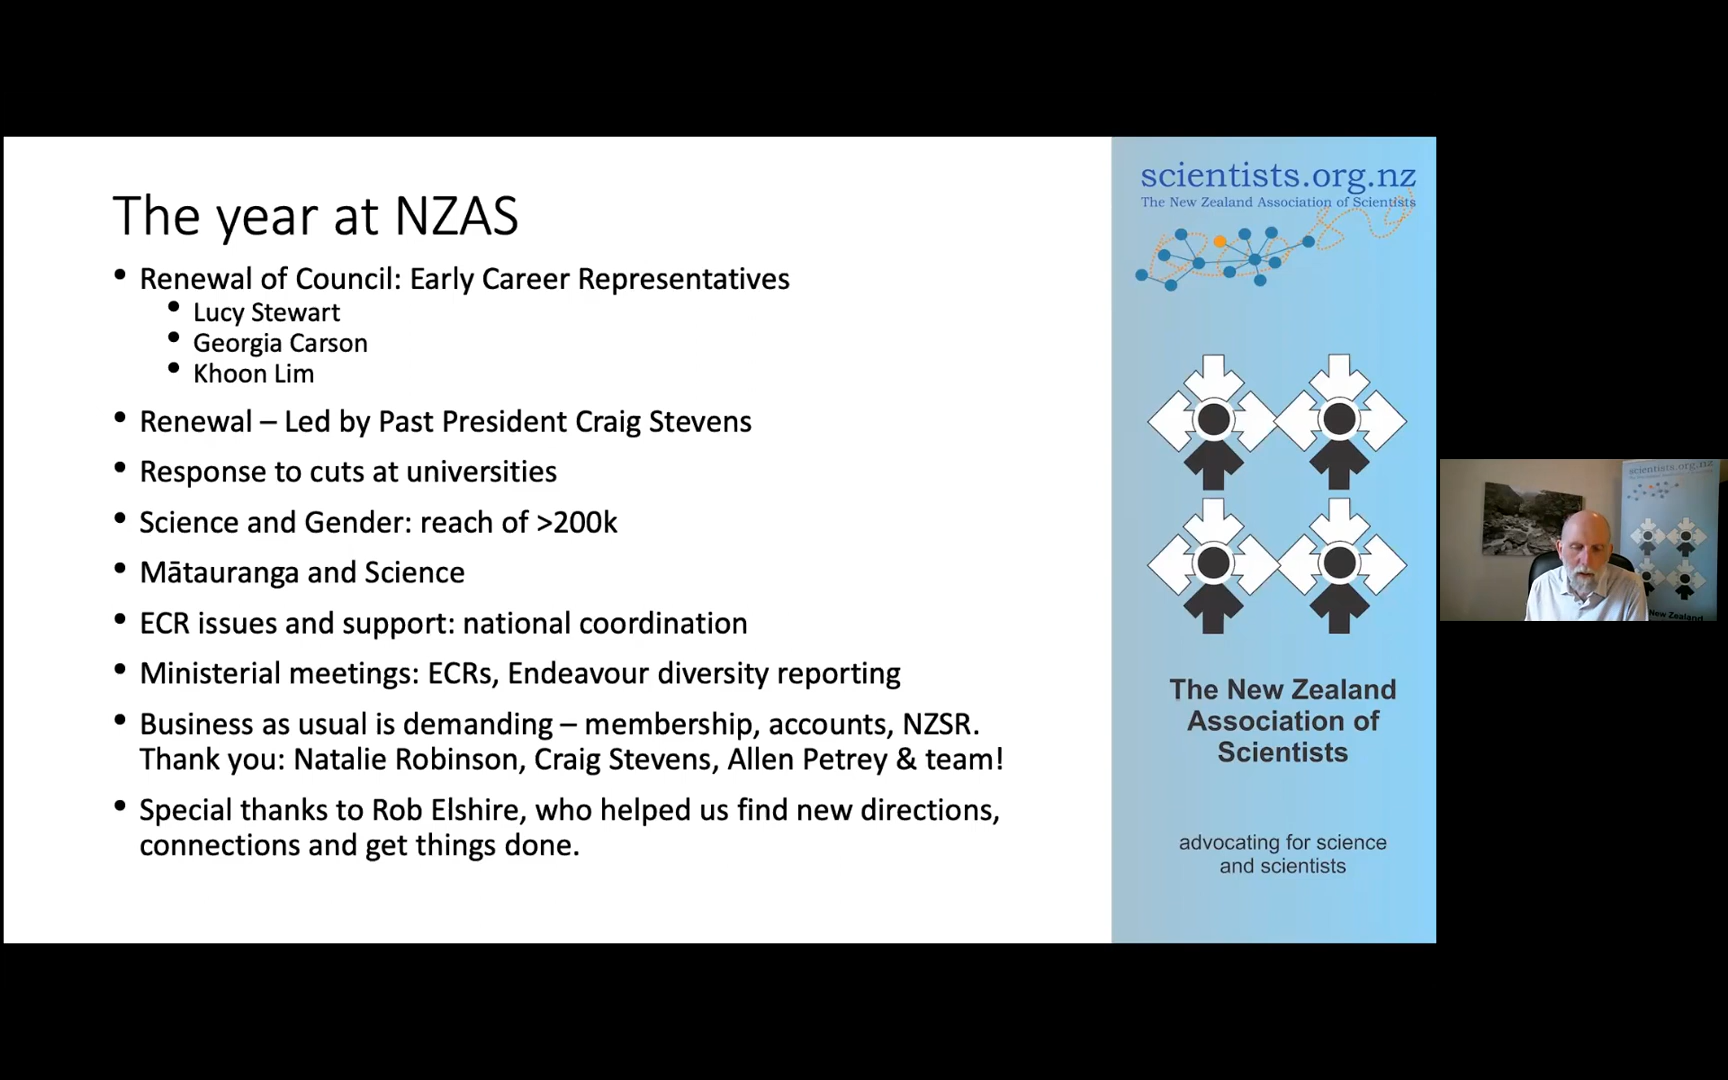 The year at NZAS
• Renewal of Council: Early Career Representatives
• Lucy Stewart
• Georgia Carson
• Khoon Lim
• Renewal – Led by Past President Craig Stevens
• Response to cuts at universities
• Science and Gender: reach of >200k
• Mātauranga and Science
• ECR issues and support: national coordination
• Ministerial meetings: ECRs, Endeavour diversity reporting
• Business as usual is demanding – membership, accounts, NZSR.
Thank you: Natalie Robinson, Craig Stevens, Allen Petrey & team!
• Special thanks to Rob Elshire, who helped us find new directions,
connections and get things done.
scientists.org.nz
The New Zealand Association of Scientists
The New Zealand
Association of
Scientists
advocating for science
and scientists
scientists.org.nz
New Zealand